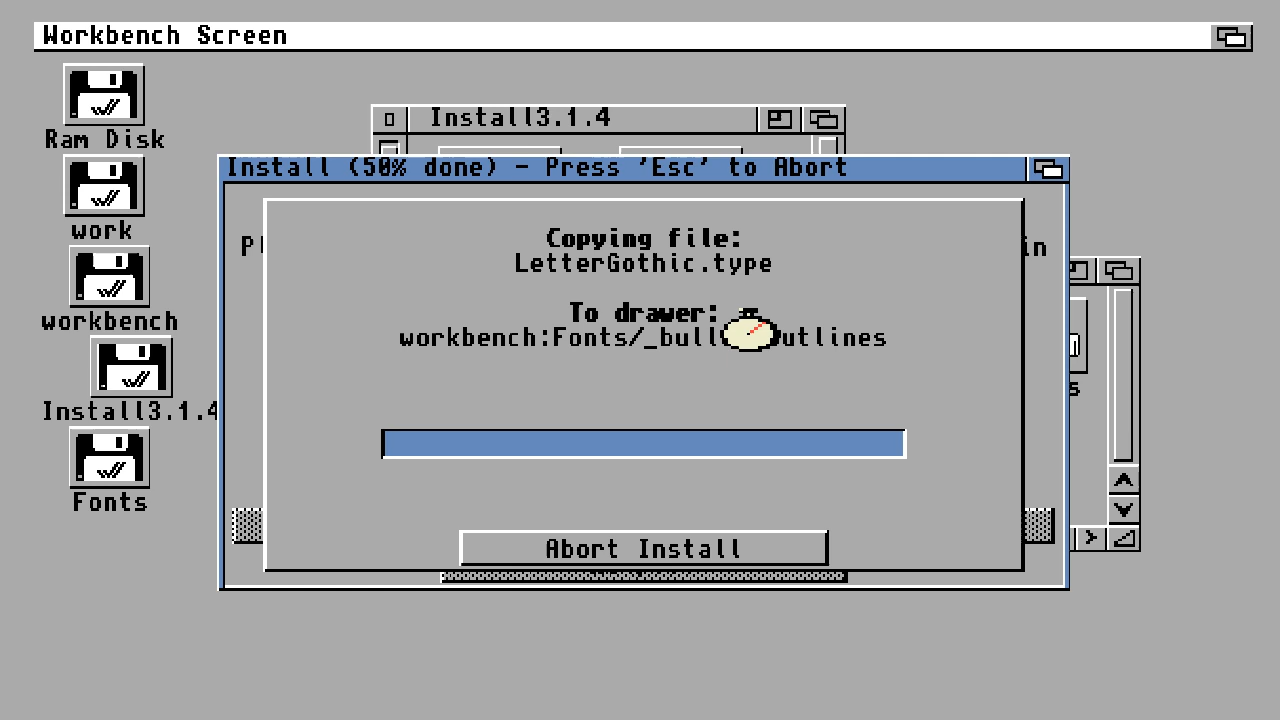 Workbench Screen
Ram Disk
work
workbench
Install3.1.4
Fonts
Install3.1.4
Install (50% done) - Press 'Esc' to Abort
Copying file:
LetterGothic.type
To drawer:
workbench:Fonts/_bull utlines
Abort Install